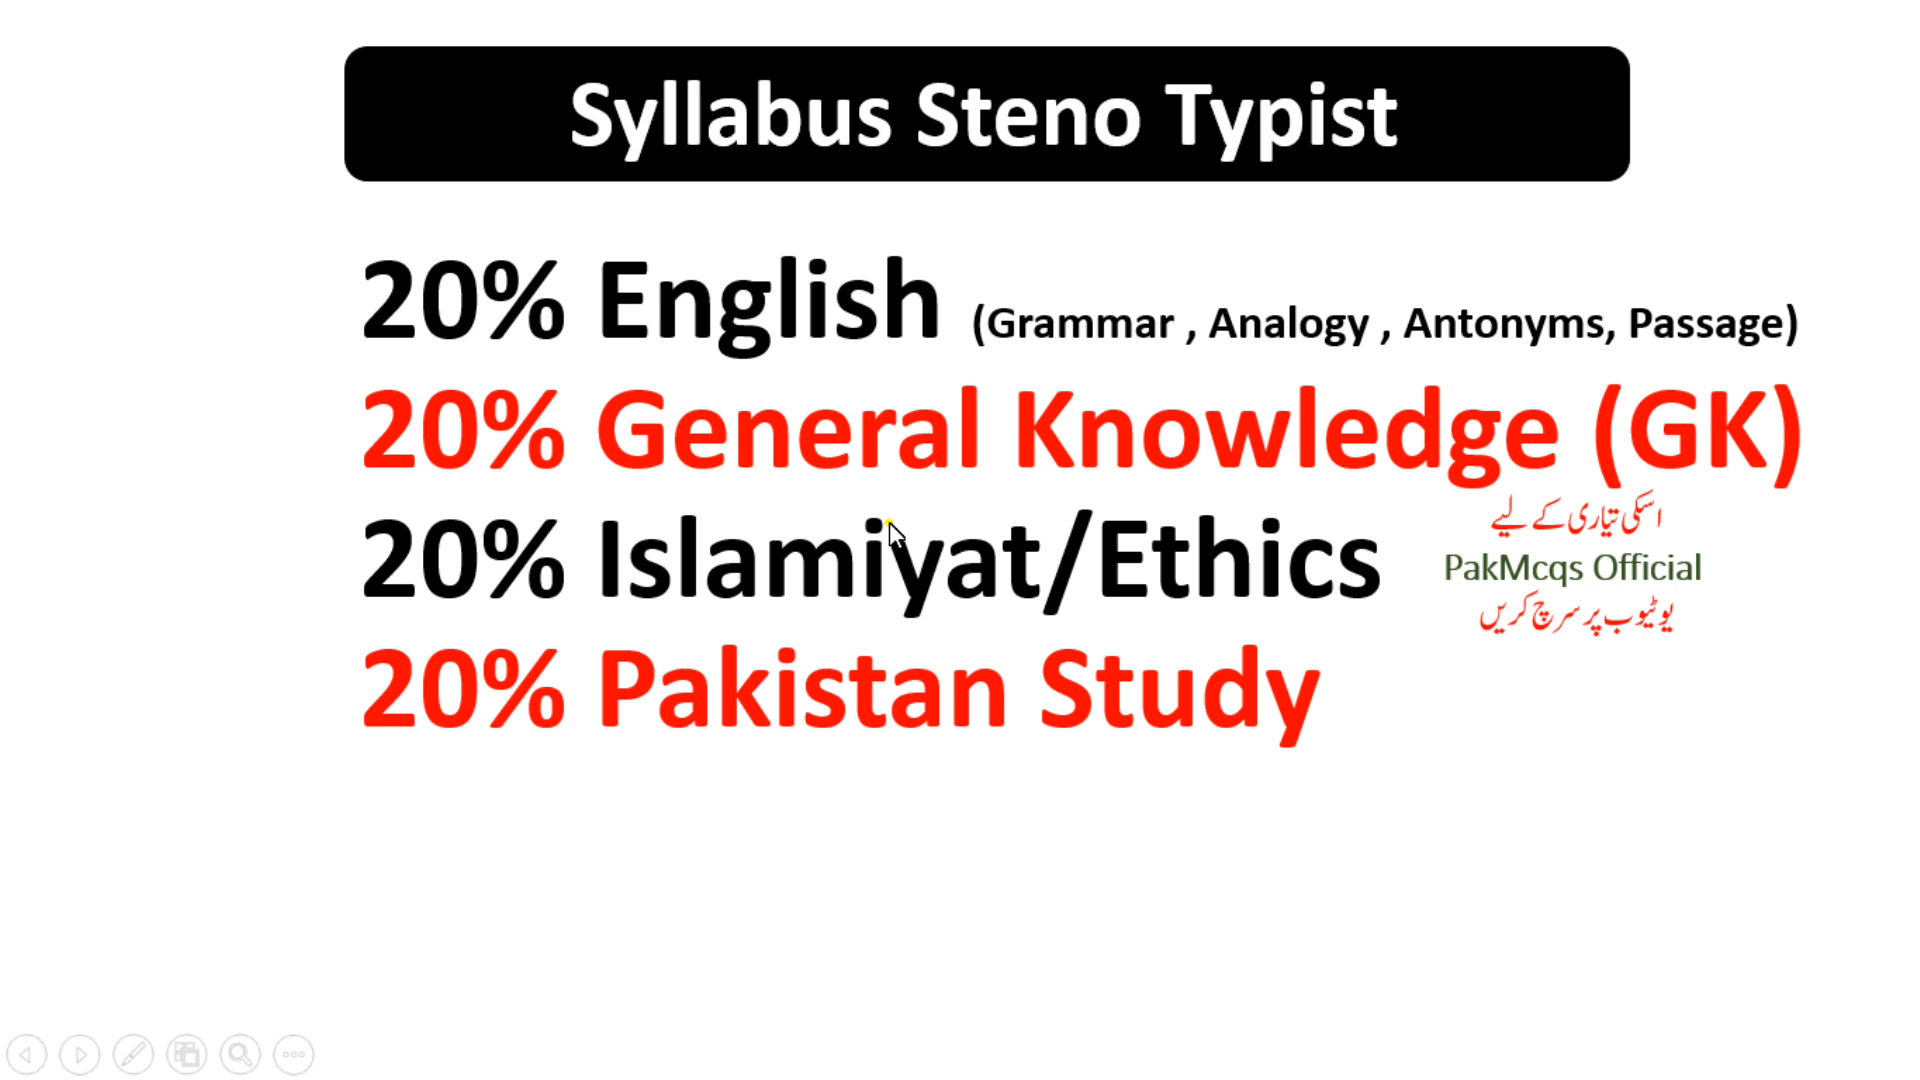 Syllabus Steno Typist
20% English (Grammar , Analogy , Antonyms, Passage)
20% General Knowledge (GK)
20% Islamiyat/Ethics
اسکی تیاری کے لیے
PakMcqs Official
یوٹیوب پر سرچ کریں
20% Pakistan Study